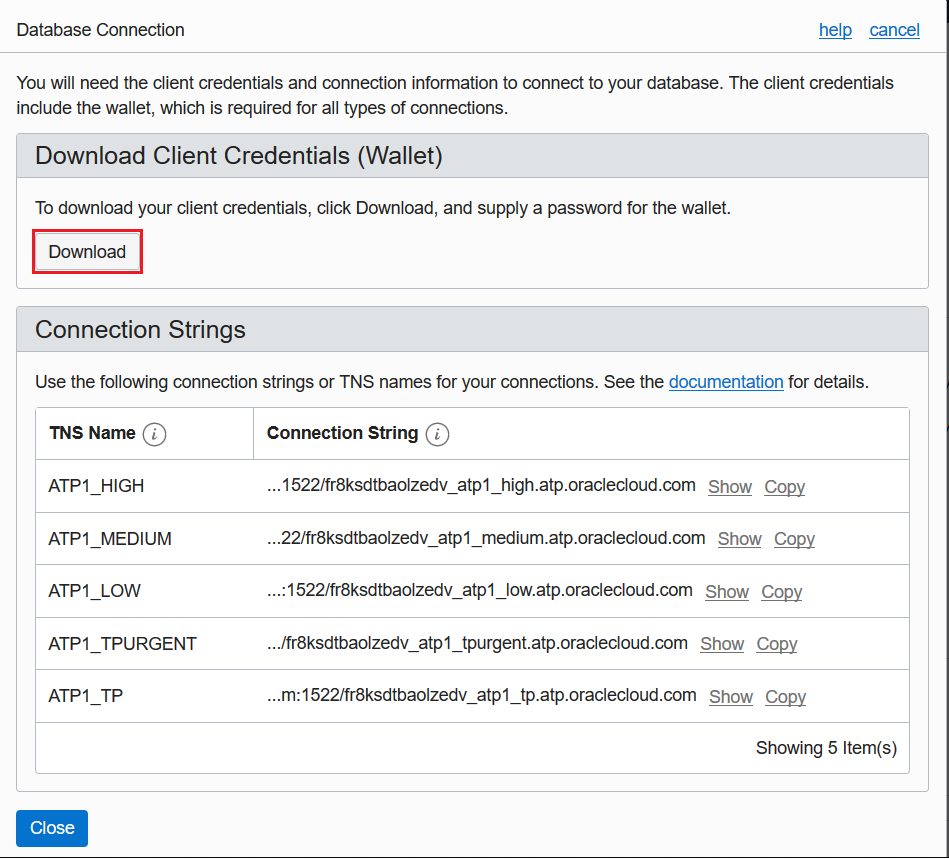 Database Connection help cancel
You will need the client credentials and connection information to connect to your database. The client credentials
include the wallet, which is required for all types of connections.
Download Client Credentials (Wallet)
To download your client credentials, click Download, and supply a password for the wallet.
Download
Connection Strings
Use the following connection strings or TNS names for your connections. See the documentation for details.
TNS Name i Connection String i
ATP1_HIGH ...1522/fr8ksdtbaolzedv_atp1_high.atp.oraclecloud.com Show Copy
ATP1_MEDIUM ...22/fr8ksdtbaolzedv_atp1_medium.atp.oraclecloud.com Show Copy
ATP1_LOW ...:1522/fr8ksdtbaolzedv_atp1_low.atp.oraclecloud.com Show Copy
ATP1_TPURGENT .../fr8ksdtbaolzedv_atp1_tpurgent.atp.oraclecloud.com Show Copy
ATP1_TP ...m:1522/fr8ksdtbaolzedv_atp1_tp.atp.oraclecloud.com Show Copy
Showing 5 Item(s)
Close